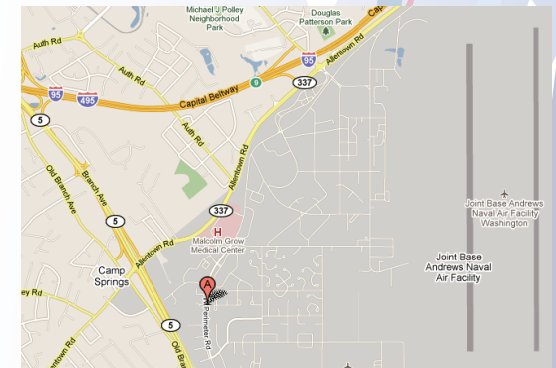 Michael J Polley
Neighborhood
Park
Douglas
Patterson Park
Auth Rd
Auth Rd
95
337
Allentown Rd
9
95
495
Capital Beltway
5
Auth Rd
Old Branch Ave
Branch Ave
Allentown Rd
337
5
H
Malcolm Grow
Medical Center
Allentown Rd
Joint Base Andrews
Naval Air Facility
Washington
Joint Base
Andrews Naval
Air Facility
Camp
Springs
A
Perimeter Rd
5